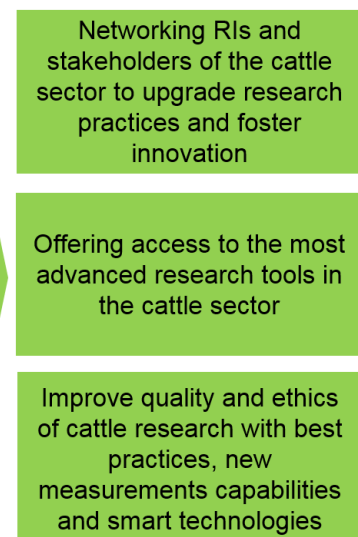 Networking RIs and
stakeholders of the cattle
sector to upgrade research
practices and foster
innovation
Offering access to the most
advanced research tools in
the cattle sector
Improve quality and ethics
of cattle research with best
practices, new
measurements capabilities
and smart technologies